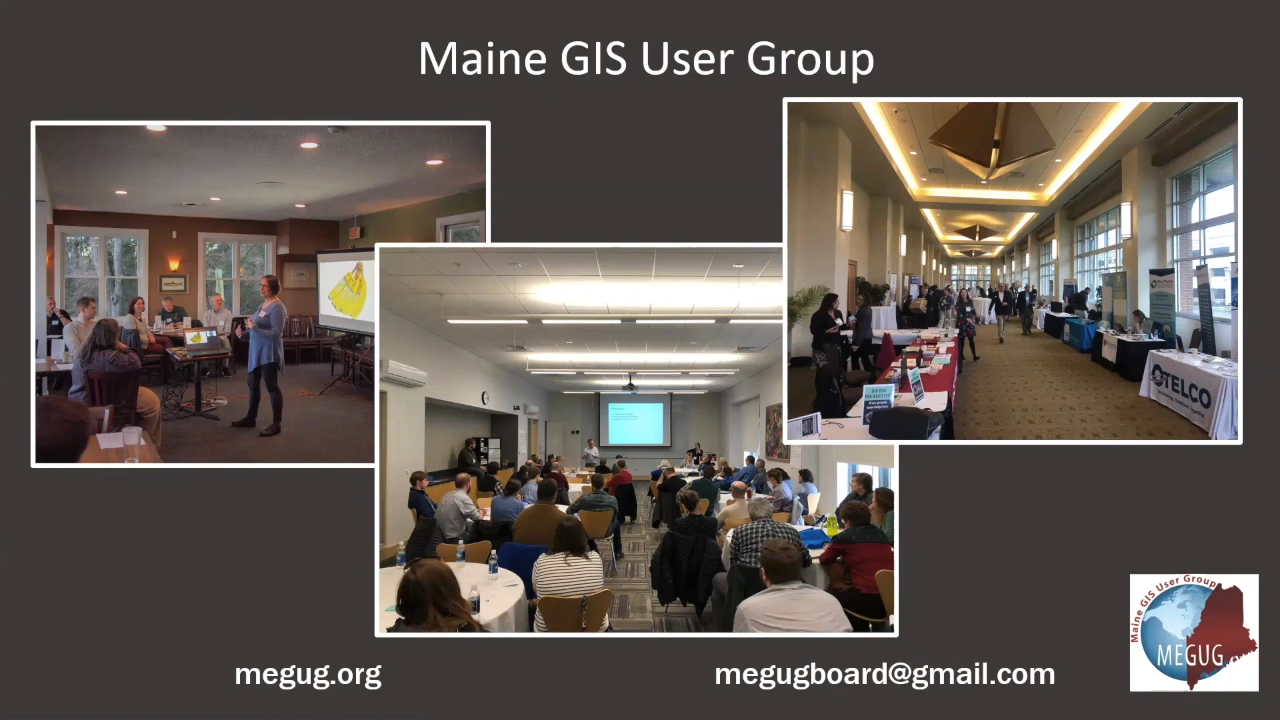 Maine GIS User Group
OTELCO
megug.org
megugboard@gmail.com
Maine GIS User Group
MEGUG